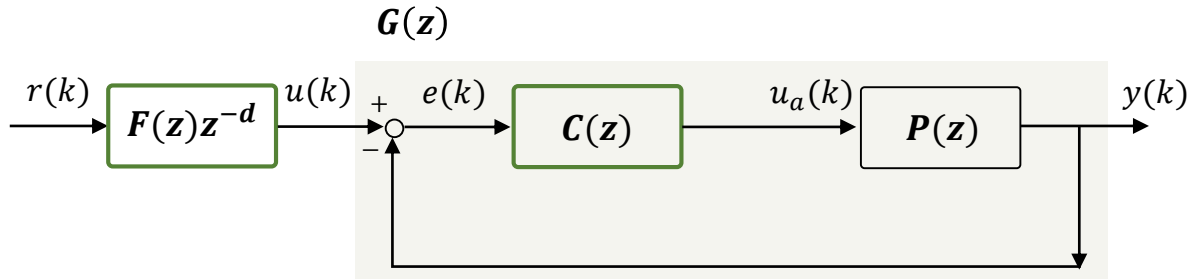 G(z)
r(k)
F(z)z^{-d}
u(k)
+
−
e(k)
C(z)
u_a(k)
P(z)
y(k)